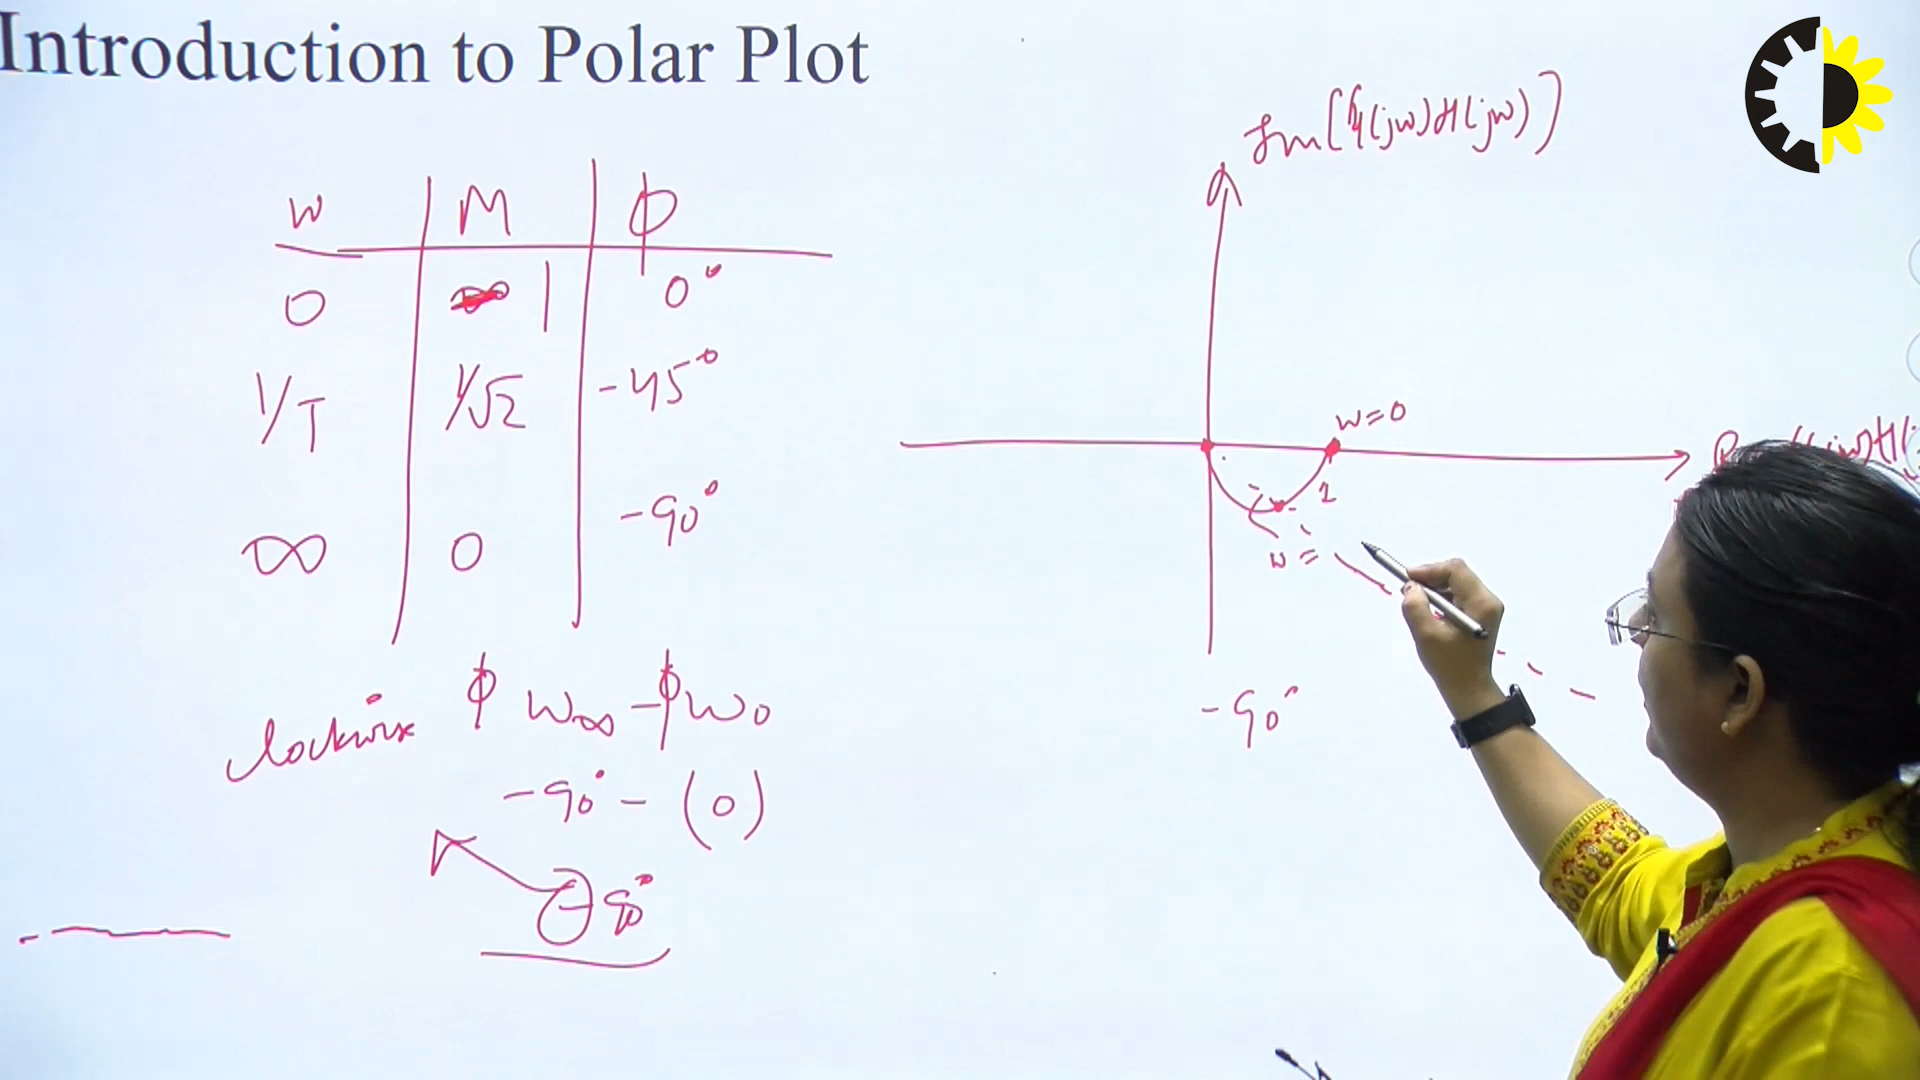 Introduction to Polar Plot
w M ϕ
0 1 0°
1/T 1/√2 -45°
∞ 0 -90°
clockwise ϕ w∞ - ϕ w0
-90° - (0)
- 90°
Im[G(jw)H(jw)]
w=0
1
w=
-90°